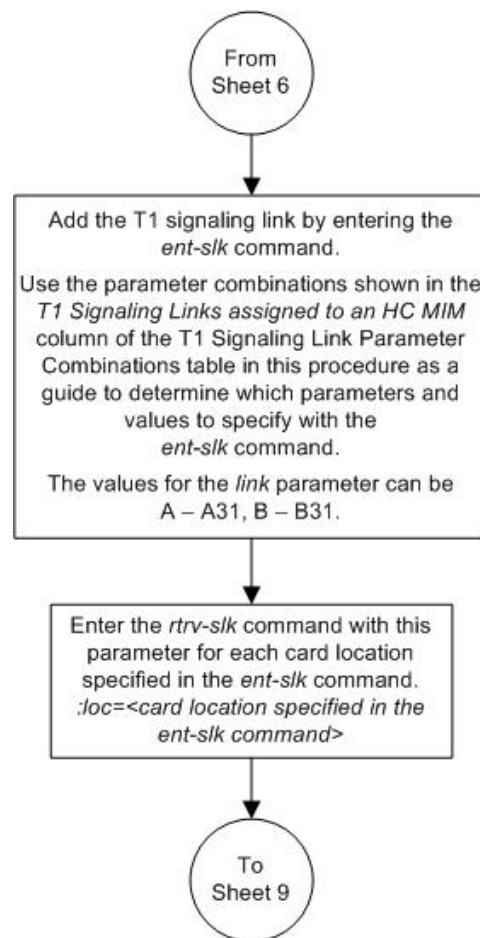 From
Sheet 6
Add the T1 signaling link by entering the
ent-slk command.
Use the parameter combinations shown in the
T1 Signaling Links assigned to an HC MIM
column of the T1 Signaling Link Parameter
Combinations table in this procedure as a
guide to determine which parameters and
values to specify with the
ent-slk command.
The values for the link parameter can be
A – A31, B – B31.
Enter the rtrv-slk command with this
parameter for each card location
specified in the ent-slk command.
:loc=<card location specified in the
ent-slk command>
To
Sheet 9